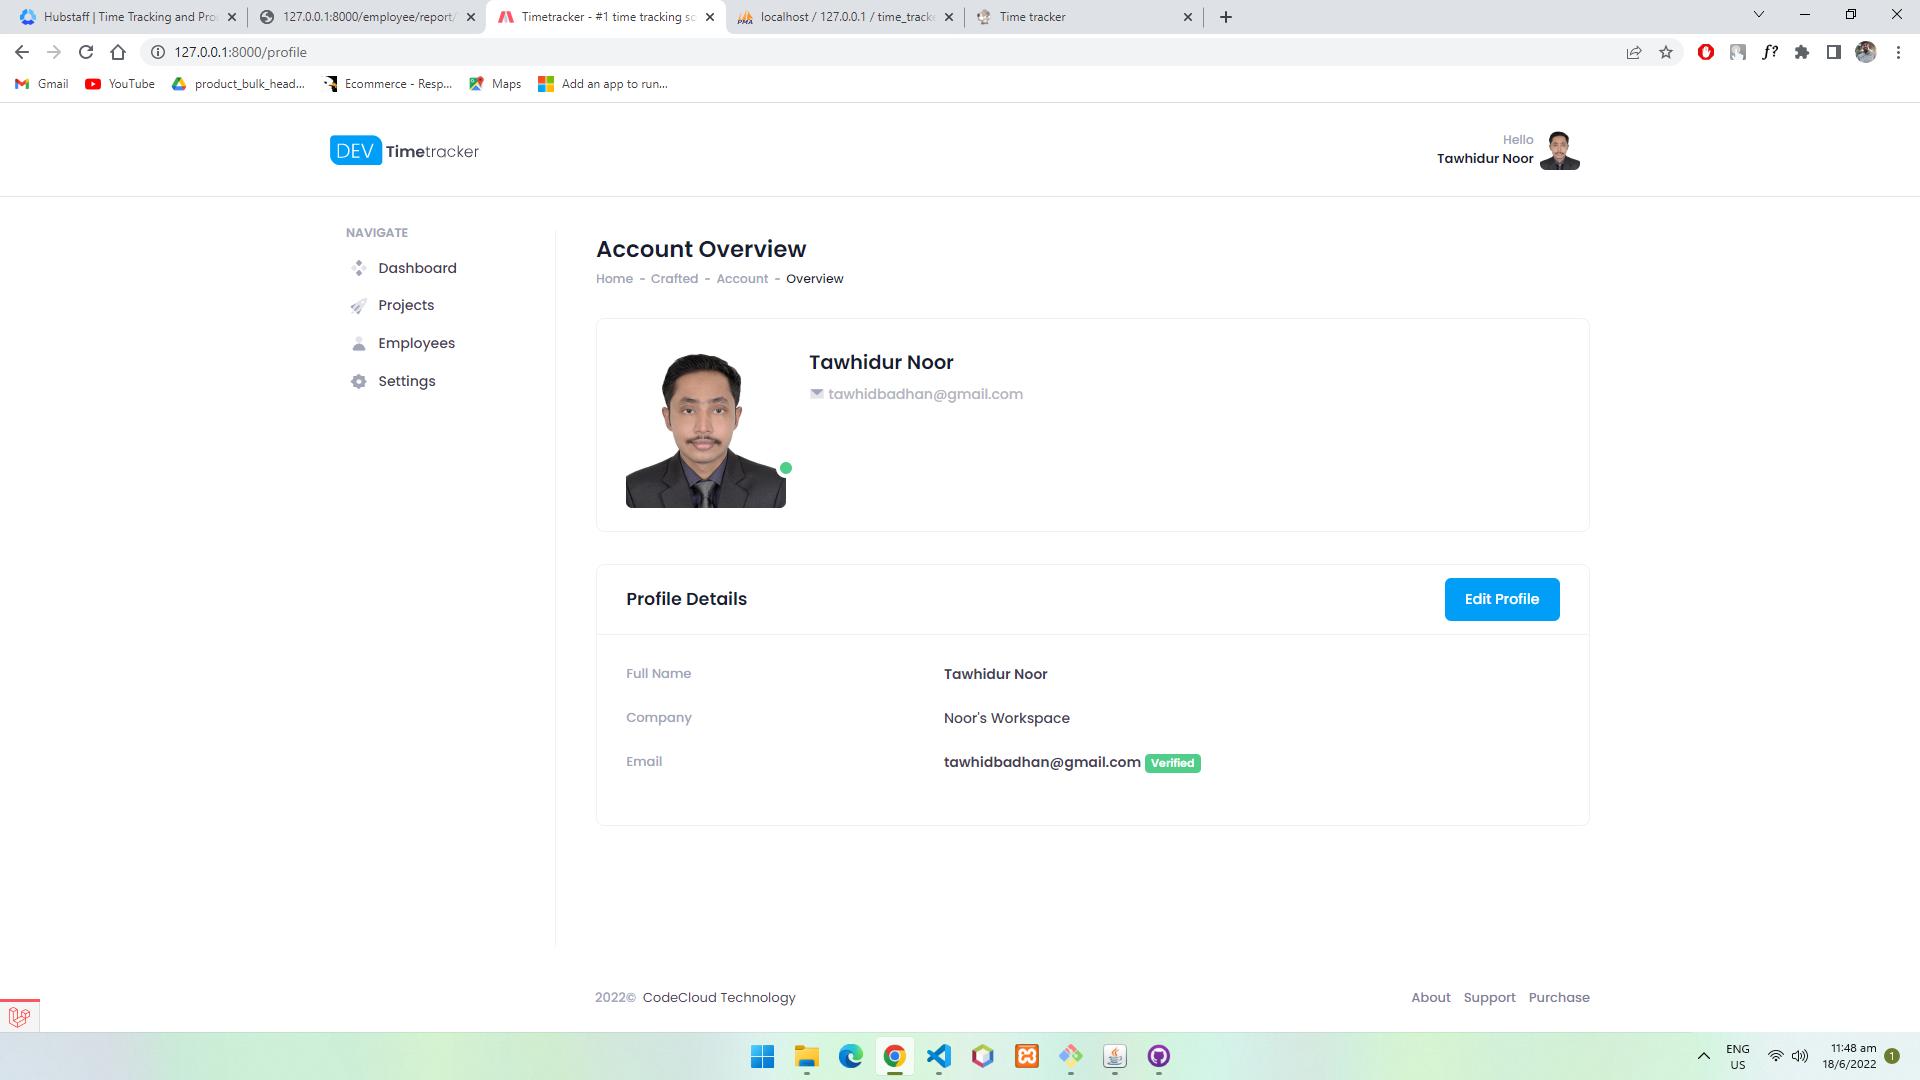 Hubstaff | Time Tracking and Pro
127.0.0.1:8000/employee/report/
Timetracker - #1 time tracking so
localhost / 127.0.0.1 / time_track
Time tracker
127.0.0.1:8000/profile
f?
Gmail
YouTube
product_bulk_head...
Ecommerce - Resp...
Maps
Add an app to run...
DEV Timetracker
Hello
Tawhidur Noor
NAVIGATE
Dashboard
Projects
Employees
Settings
Account Overview
Home - Crafted - Account - Overview
Tawhidur Noor
tawhidbadhan@gmail.com
Profile Details
Edit Profile
Full Name Tawhidur Noor
Company Noor's Workspace
Email tawhidbadhan@gmail.com Verified
2022© CodeCloud Technology
About Support Purchase
ENG
US
11:48 am
18/6/2022
1